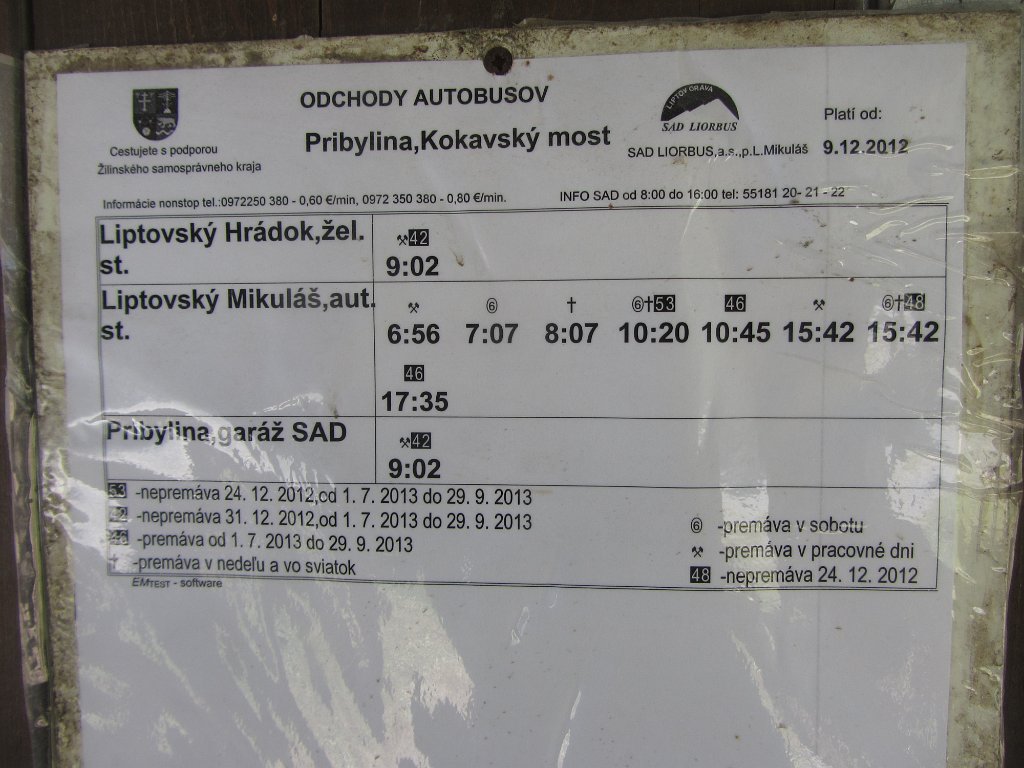 ODCHODY AUTOBUSOV
Pribylina,Kokavský most
Cestujete s podporou
Žilinského samosprávneho kraja
LIPTOV ORAVA
SAD LIORBUS
SAD LIORBUS,a.s.,p.L.Mikuláš
Platí od:
9.12.2012
Informácie nonstop tel.:0972250 380 - 0,60 €/min, 0972 350 380 - 0,80 €/min.
INFO SAD od 8:00 do 16:00 tel: 55181 20- 21 - 22
Liptovský Hrádok,žel.
st.
⚒42
9:02
Liptovský Mikuláš,aut.
st.
⚒ ⑥ † ⑥†53 46 ⚒ ⑥†48
6:56 7:07 8:07 10:20 10:45 15:42 15:42
46
17:35
Pribylina,garáž SAD
⚒42
9:02
53 -nepremáva 24. 12. 2012,od 1. 7. 2013 do 29. 9. 2013
42 -nepremáva 31. 12. 2012,od 1. 7. 2013 do 29. 9. 2013
46 -premáva od 1. 7. 2013 do 29. 9. 2013
† -premáva v nedeľu a vo sviatok
⑥ -premáva v sobotu
⚒ -premáva v pracovné dni
48 -nepremáva 24. 12. 2012
EMTEST - software